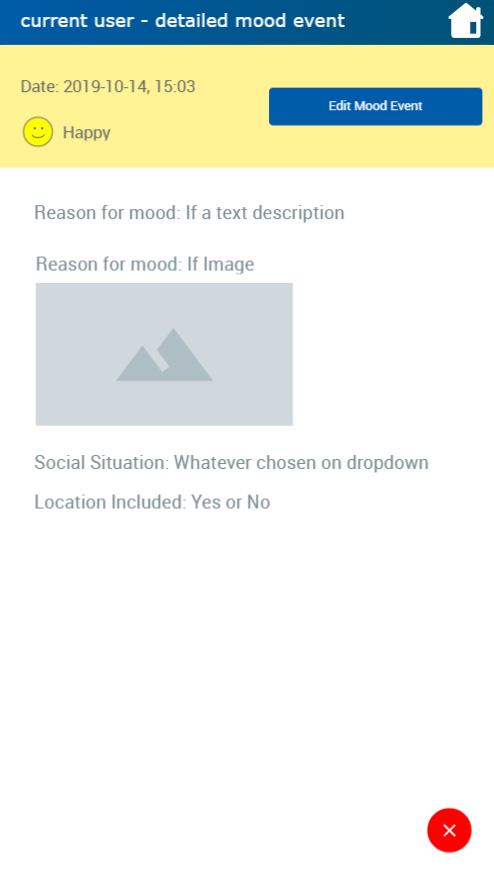 current user - detailed mood event
Date: 2019-10-14, 15:03
Edit Mood Event
Happy
Reason for mood: If a text description
Reason for mood: If Image
Social Situation: Whatever chosen on dropdown
Location Included: Yes or No